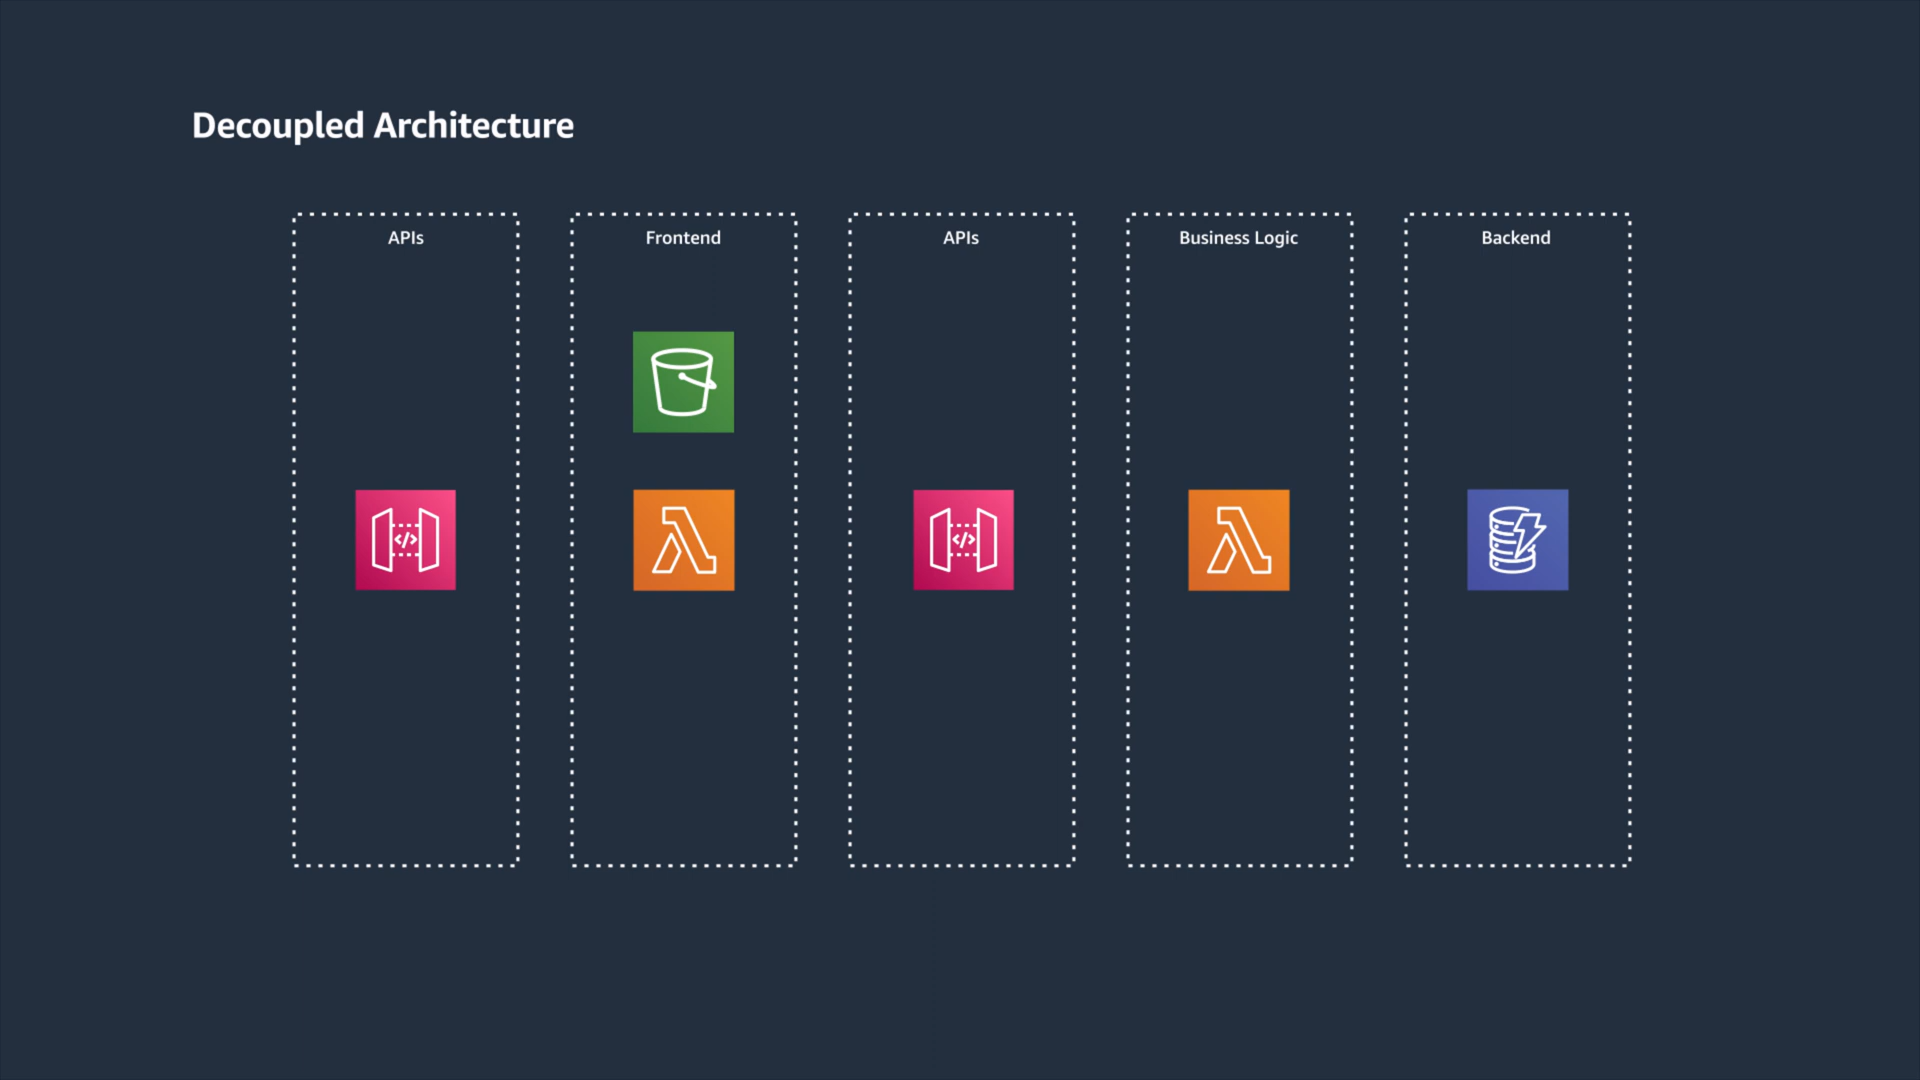 Decoupled Architecture
APIs
Frontend
APIs
Business Logic
Backend